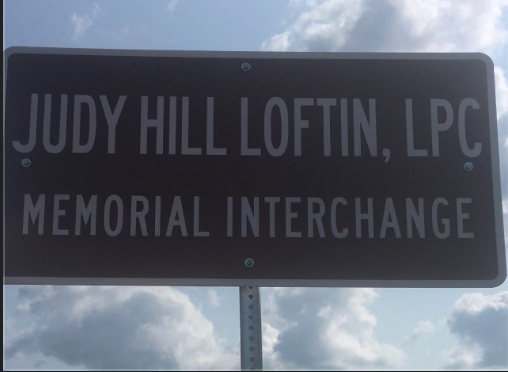 JUDY HILL LOFTIN, LPC
MEMORIAL INTERCHANGE